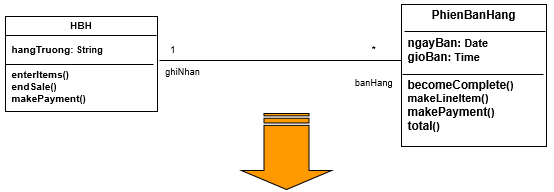 HBH
hangTruong: String
enterItems()
endSale()
makePayment()
1
ghiNhan
*
banHang
PhienBanHang
ngayBan: Date
gioBan: Time
becomeComplete()
makeLineItem()
makePayment()
total()